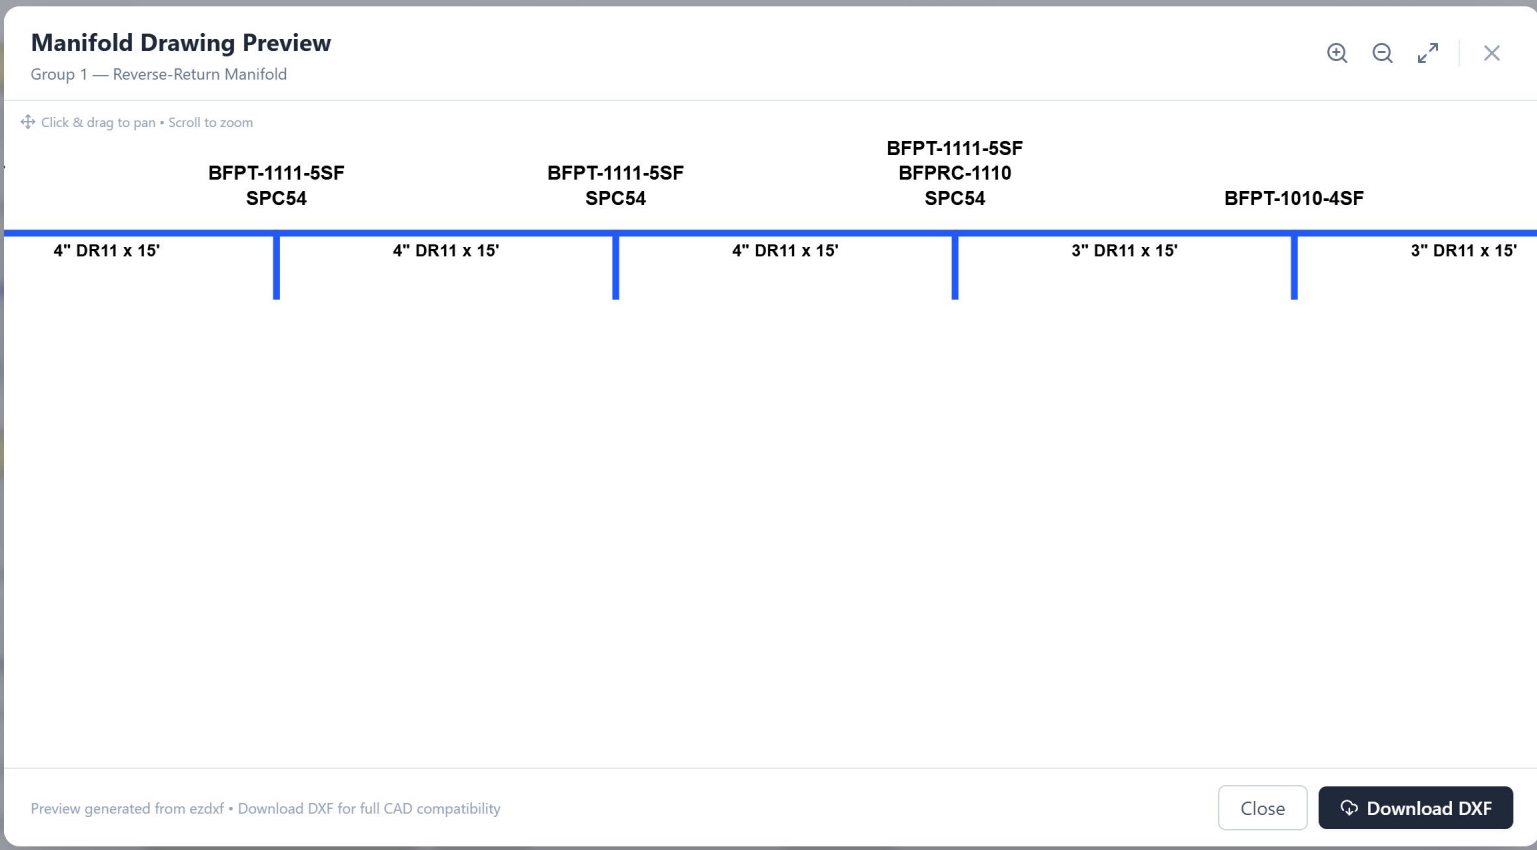 Manifold Drawing Preview
Group 1 — Reverse-Return Manifold
Click & drag to pan • Scroll to zoom
BFPT-1111-5SF
SPC54
BFPT-1111-5SF
SPC54
BFPT-1111-5SF
BFPRC-1110
SPC54
BFPT-1010-4SF
4" DR11 x 15'
4" DR11 x 15'
4" DR11 x 15'
3" DR11 x 15'
3" DR11 x 15'
Preview generated from ezdxf • Download DXF for full CAD compatibility
Close
Download DXF